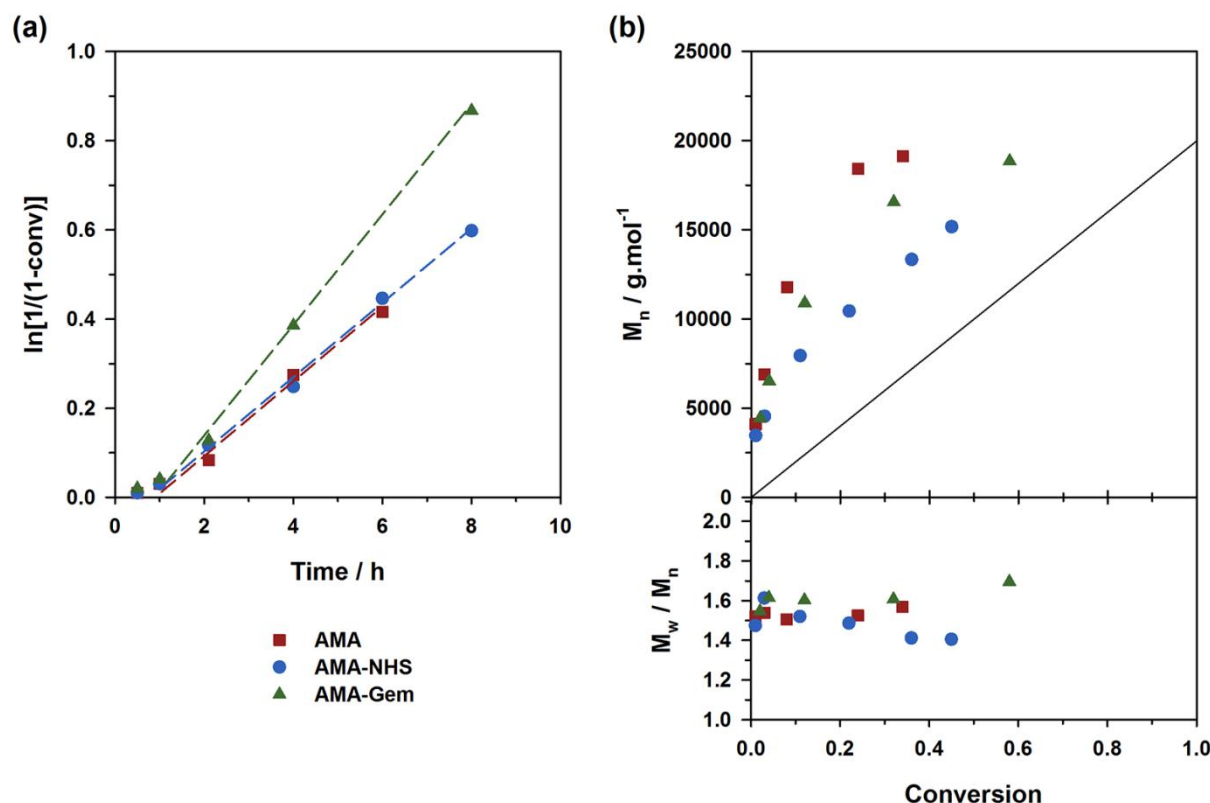 (a)
1.0
0.8
0.6
0.4
0.2
0.0
0 2 4 6 8 10
ln[1/(1-conv)]
Time / h
AMA
AMA-NHS
AMA-Gem
(b)
25000
20000
15000
10000
5000
0
Mₙ / g.mol⁻¹
2.0
1.8
1.6
1.4
1.2
1.0
M_w / Mₙ
0.0 0.2 0.4 0.6 0.8 1.0
Conversion